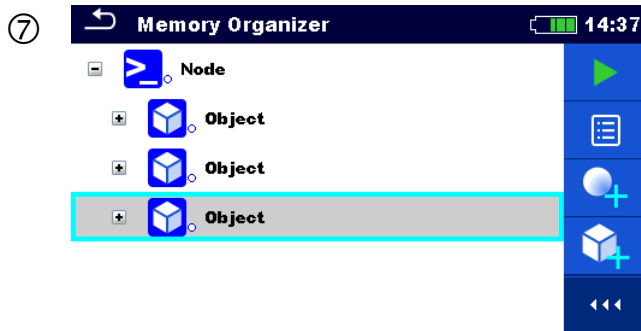 ⑦
Memory Organizer 14:37
Node
Object
Object
Object